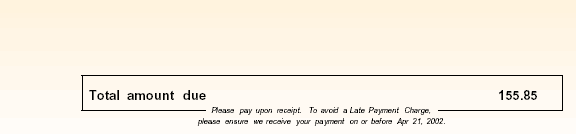 Total amount due 155.85
Please pay upon receipt. To avoid a Late Payment Charge,
please ensure we receive your payment on or before Apr 21, 2002.